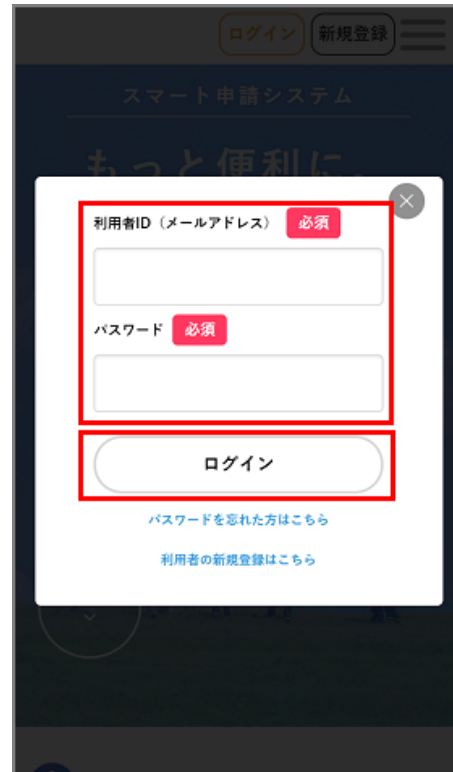 ログイン 新規登録
スマート申請システム
もっと便利に。
利用者ID（メールアドレス） 必須
パスワード 必須
ログイン
パスワードを忘れた方はこちら
利用者の新規登録はこちら